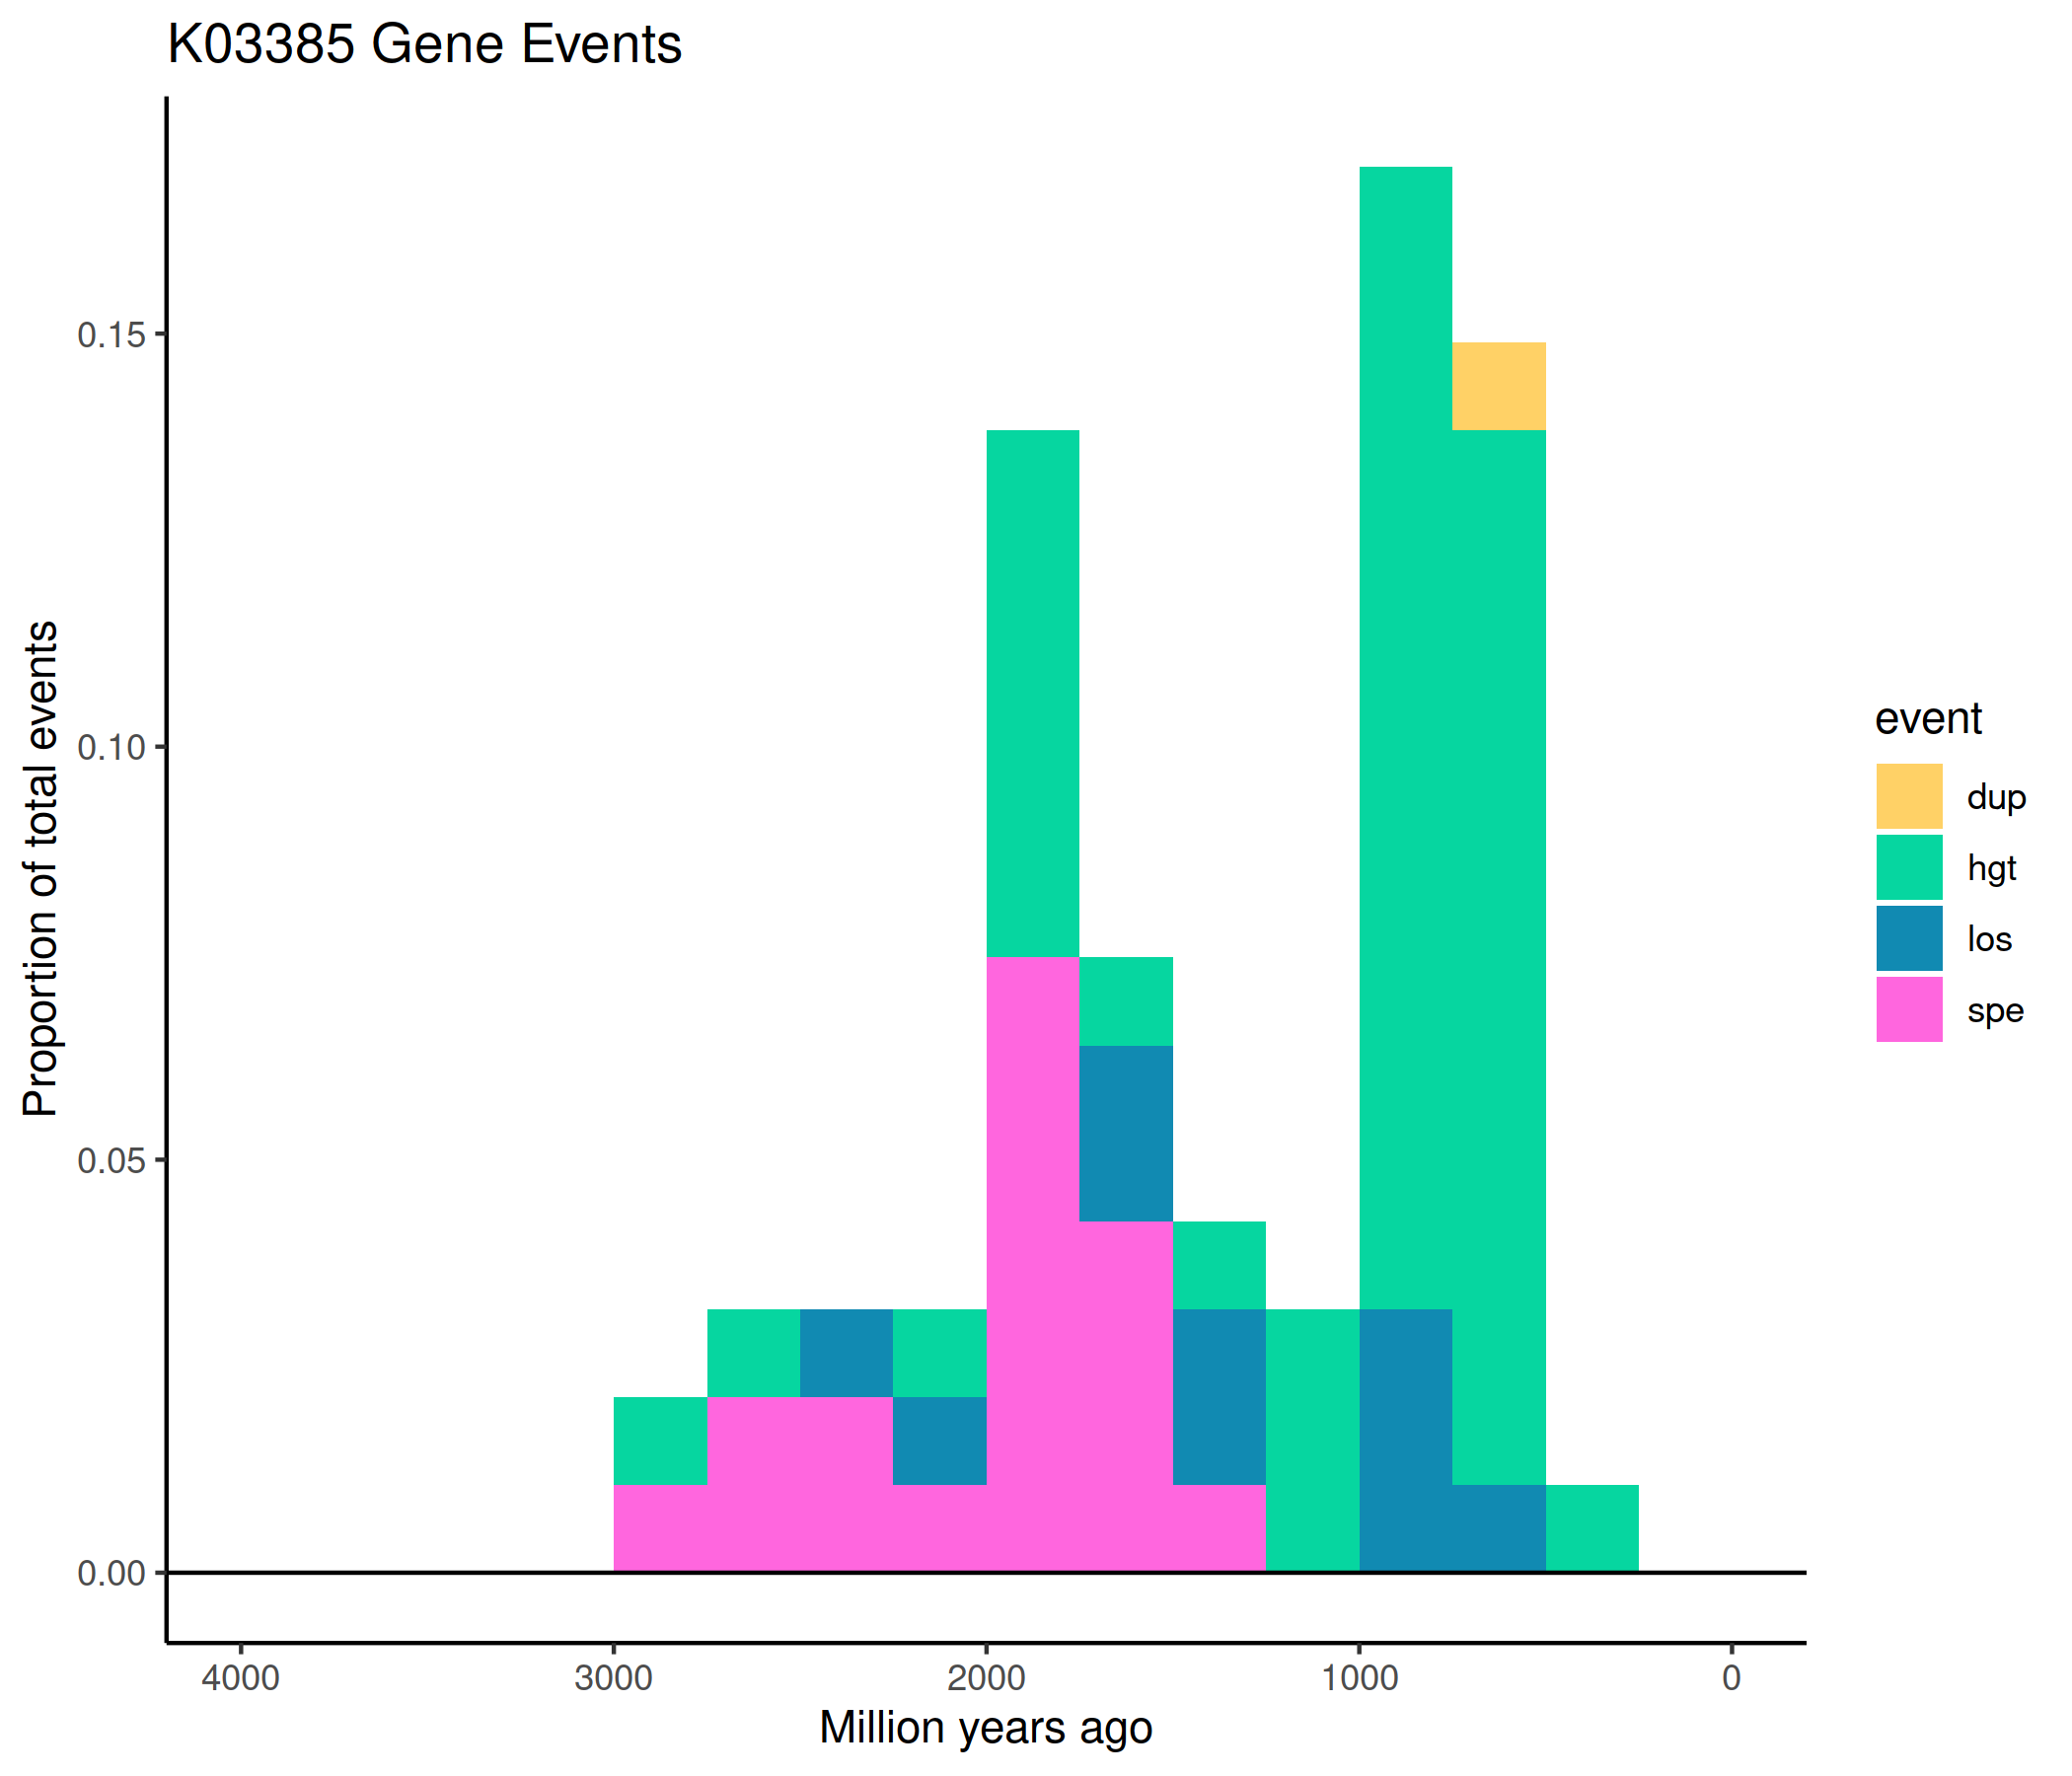 K03385 Gene Events
Proportion of total events
0.15
0.10
0.05
0.00
4000 3000 2000 1000 0
Million years ago
event
dup
hgt
los
spe